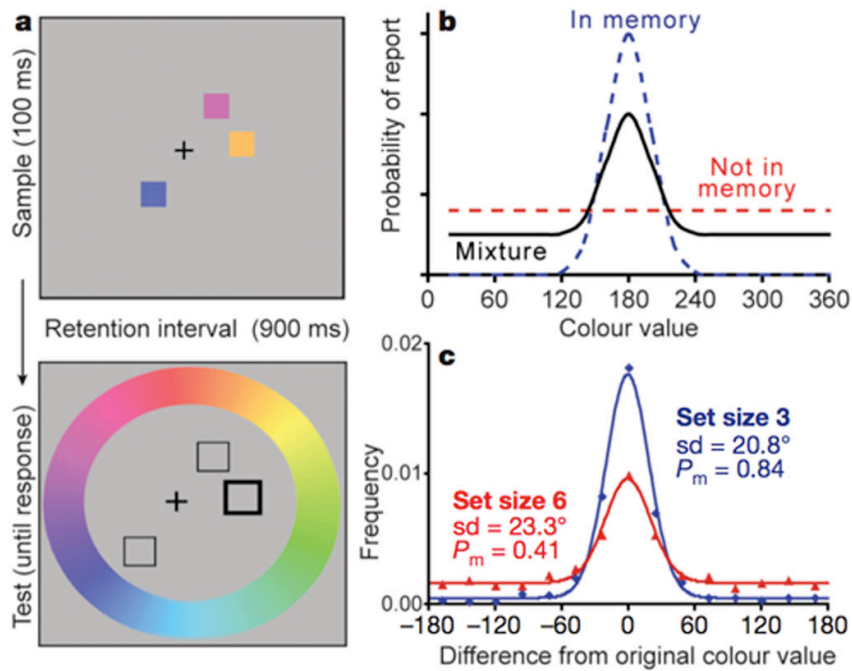 a
Sample (100 ms)
Retention interval (900 ms)
Test (until response)
b
In memory
Probability of report
Not in
memory
Mixture
0 60 120 180 240 300 360
Colour value
c
0.02
0.01
0.00
Frequency
Set size 3
sd = 20.8°
Pm = 0.84
Set size 6
sd = 23.3°
Pm = 0.41
−180 −120 −60 0 60 120 180
Difference from original colour value